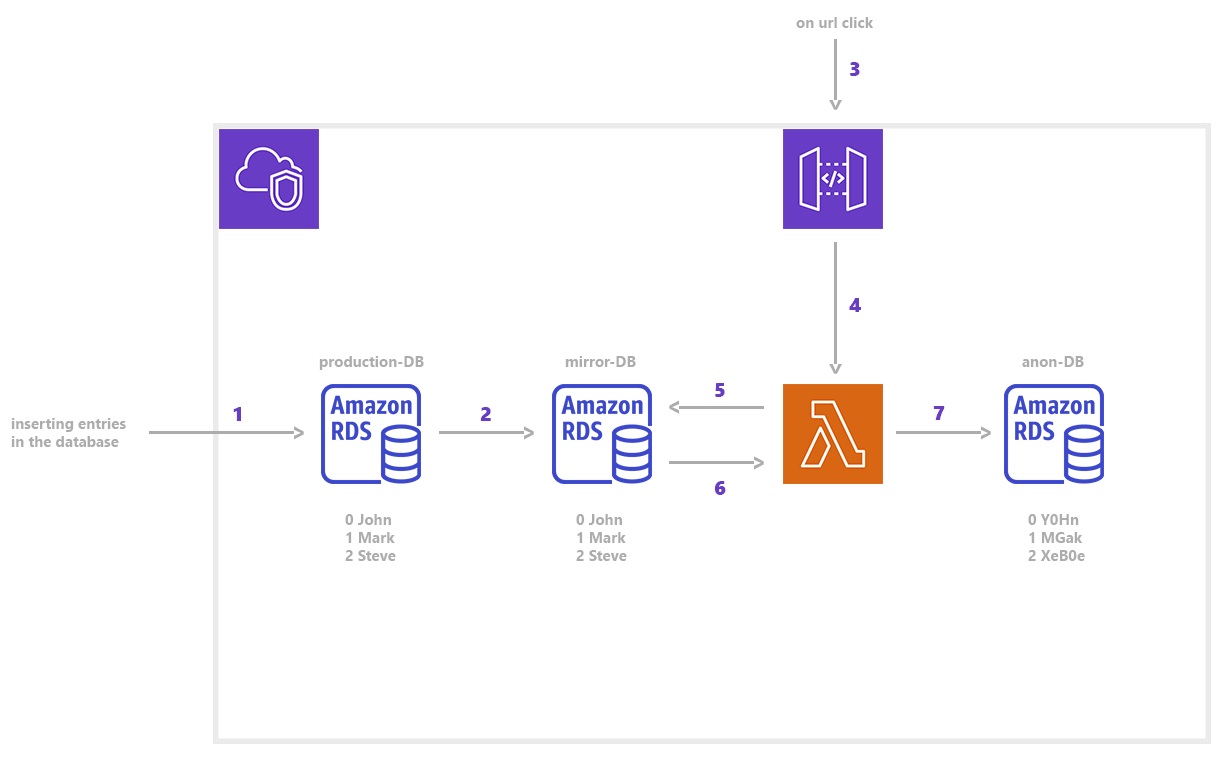 on url click
3
</>
4
production-DB
mirror-DB
anon-DB
inserting entries
in the database
1
Amazon
RDS
2
Amazon
RDS
5
6
7
Amazon
RDS
0 John
1 Mark
2 Steve
0 John
1 Mark
2 Steve
0 Y0Hn
1 MGak
2 XeB0e